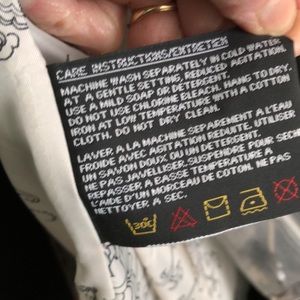 CARE INSTRUCTIONS/ENTRETIEN
MACHINE WASH SEPARATELY IN COLD WATER
AT A GENTLE SETTING, REDUCED AGITATION.
USE A MILD SOAP OR DETERGENT. HANG TO DRY.
DO NOT USE CHLORINE BLEACH.
IRON AT LOW TEMPERATURE WITH A COTTON
CLOTH. DO NOT DRY CLEAN.
LAVER A LA MACHINE SEPAREMENT A L'EAU
FROIDE AVEC AGITATION REDUITE. UTILISER
UN SAVON DOUX OU UN DETERGENT.
NE PAS JAVELLISER. SUSPENDRE POUR SECHER.
REPASSER A BASSE TEMPERATURE A
L'AIDE D'UN MORCEAU DE COTON. NE PAS
NETTOYER A SEC.
30°C